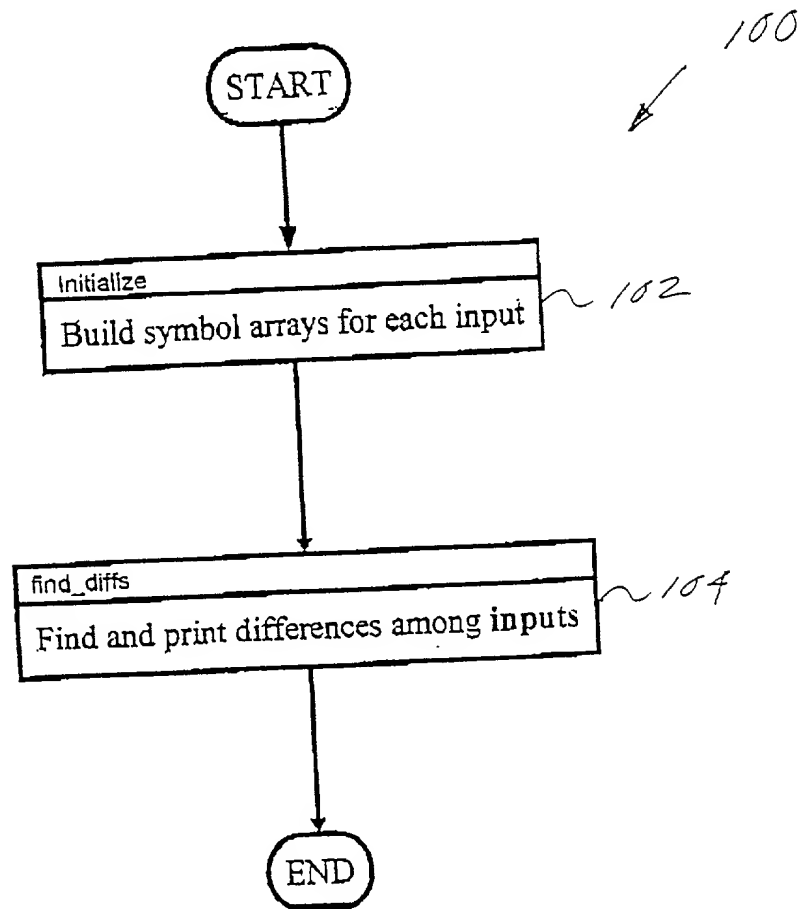 100
START
Initialize
Build symbol arrays for each input
102
find_diffs
Find and print differences among inputs
104
END